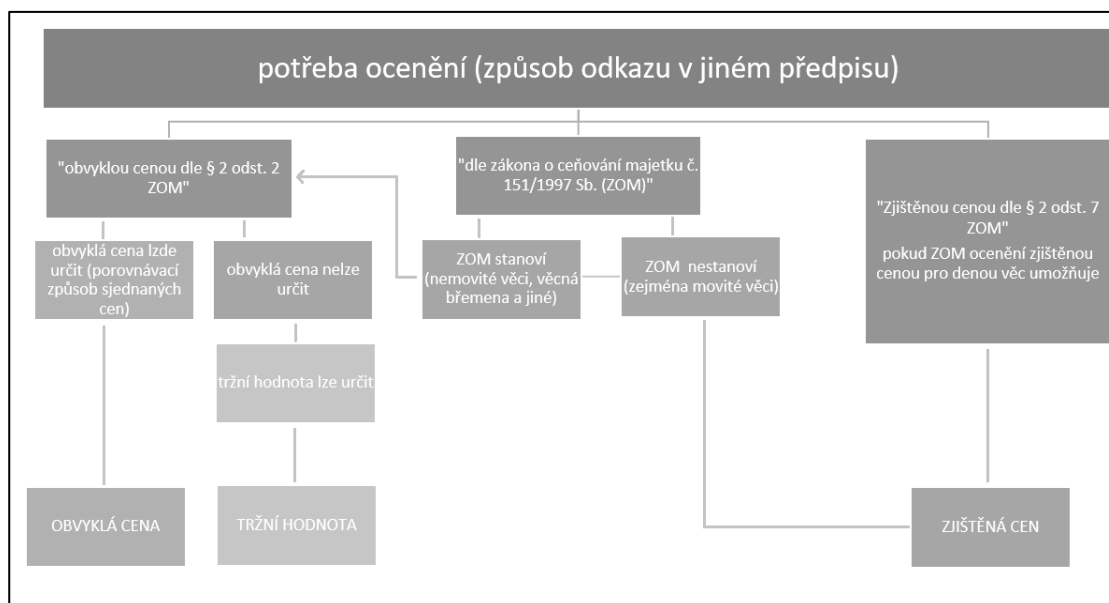 potřeba ocenění (způsob odkazu v jiném předpisu)
"obvyklou cenou dle § 2 odst. 2
ZOM"
"dle zákona o ceňování majetku č.
151/1997 Sb. (ZOM)"
"Zjištěnou cenou dle § 2 odst. 7
ZOM"
pokud ZOM ocenění zjištěnou
cenou pro denou věc umožňuje
obvyklá cena lzde
určit (porovnávací
způsob sjednaných
cen)
obvyklá cena nelze
určit
ZOM stanoví
(nemovité věci, věcná
břemena a jiné)
ZOM nestanoví
(zejména movité věci)
tržní hodnota lze určit
OBVYKLÁ CENA
TRŽNÍ HODNOTA
ZJIŠTĚNÁ CEN